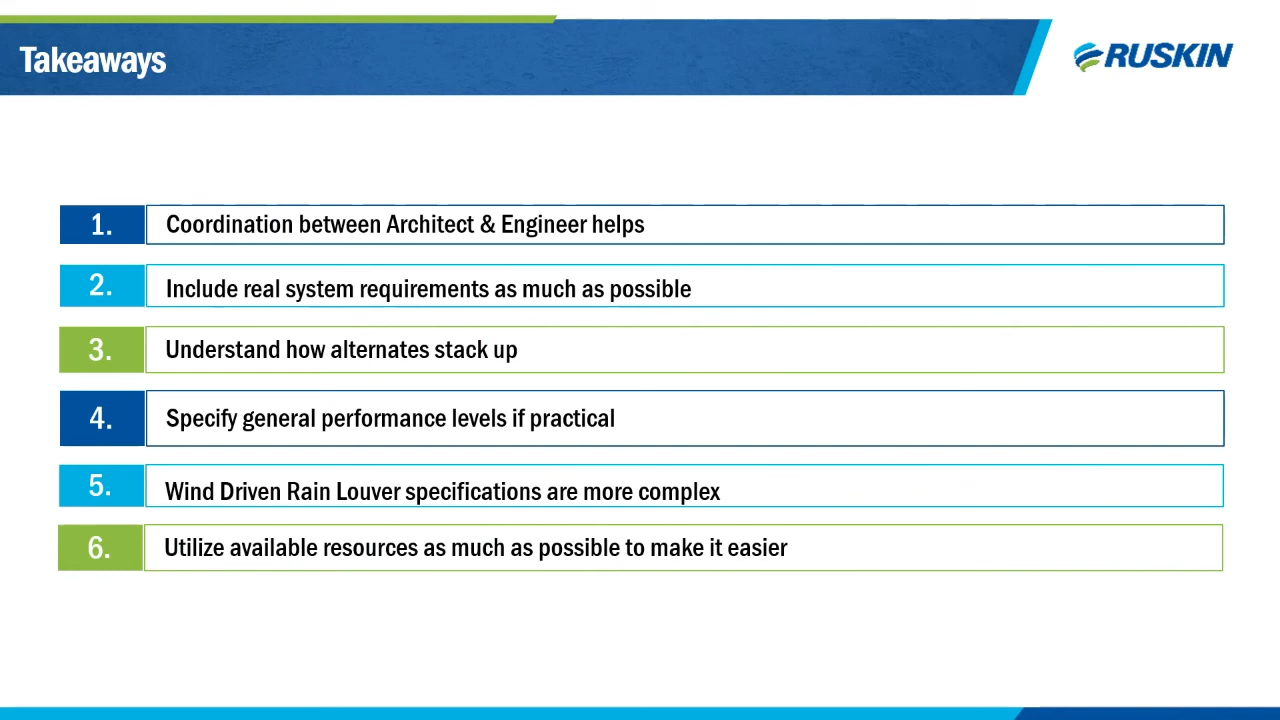 Takeaways
RUSKIN
1. Coordination between Architect & Engineer helps
2. Include real system requirements as much as possible
3. Understand how alternates stack up
4. Specify general performance levels if practical
5. Wind Driven Rain Louver specifications are more complex
6. Utilize available resources as much as possible to make it easier